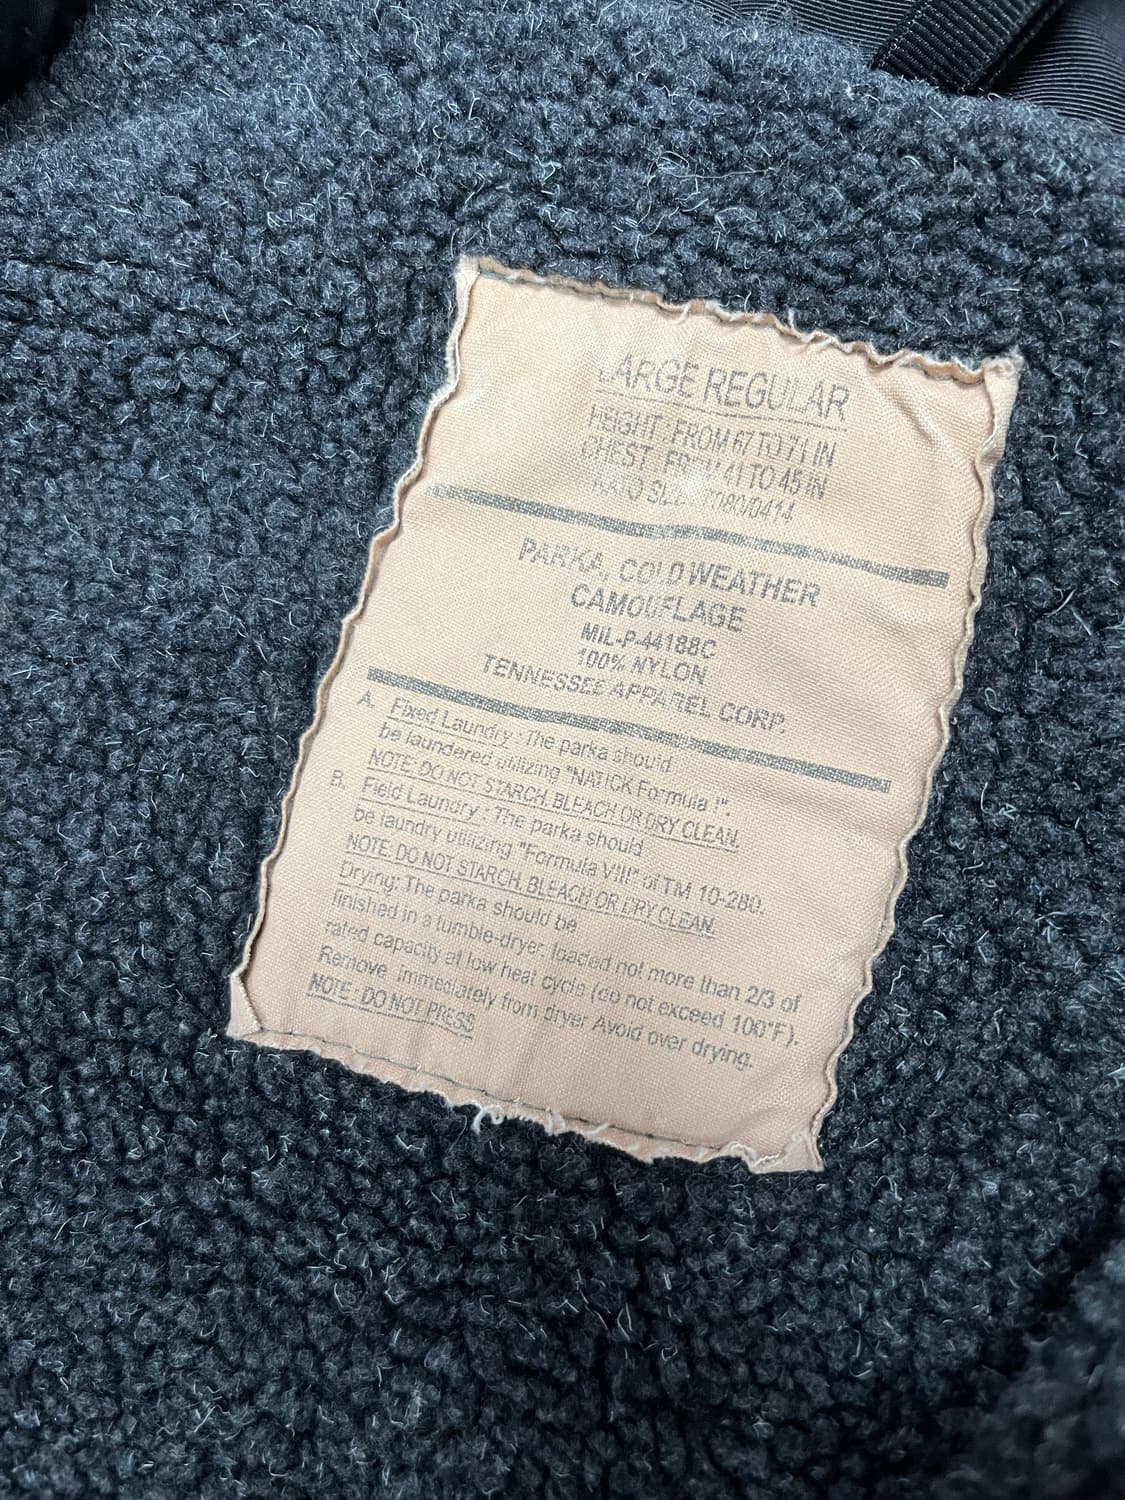 LARGE REGULAR
HEIGHT : FROM 67 TO 71 IN
CHEST : FROM 41 TO 45 IN
NATO SIZE 7080/0414
PARKA, COLD WEATHER
CAMOUFLAGE
MIL-P-44188C
100% NYLON
TENNESSEE APPAREL CORP.
A. Fixed Laundry : The parka should
be laundered utilizing "NATICK Formula I".
NOTE: DO NOT STARCH, BLEACH OR DRY CLEAN.
B. Field Laundry : The parka should
be laundry utilizing "Formula VIII" of TM 10-280.
NOTE: DO NOT STARCH, BLEACH OR DRY CLEAN.
Drying: The parka should be
finished in a tumble-dryer, loaded not more than 2/3 of
rated capacity at low heat cycle (do not exceed 100°F).
Remove immediately from dryer Avoid over drying.
NOTE : DO NOT PRESS